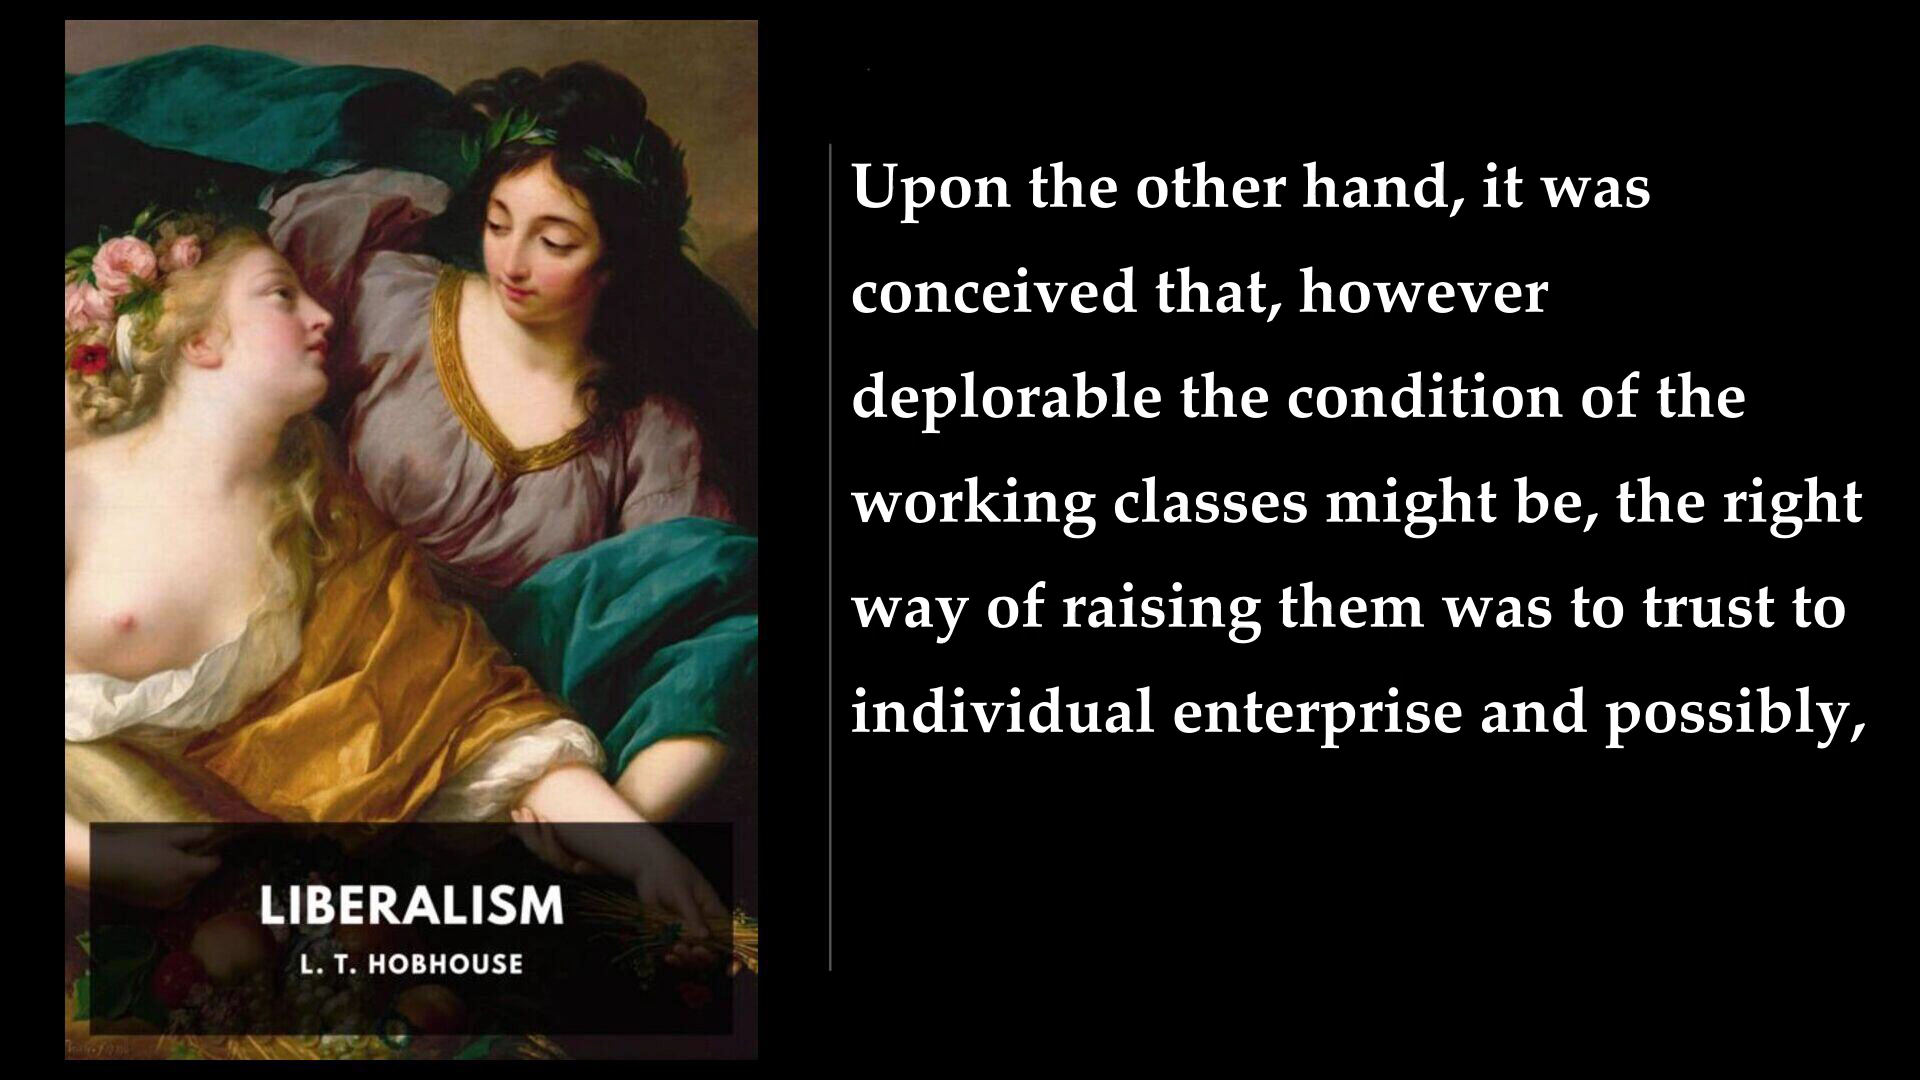 Upon the other hand, it was
conceived that, however
deplorable the condition of the
working classes might be, the right
way of raising them was to trust to
individual enterprise and possibly,
LIBERALISM
L. T. HOBHOUSE